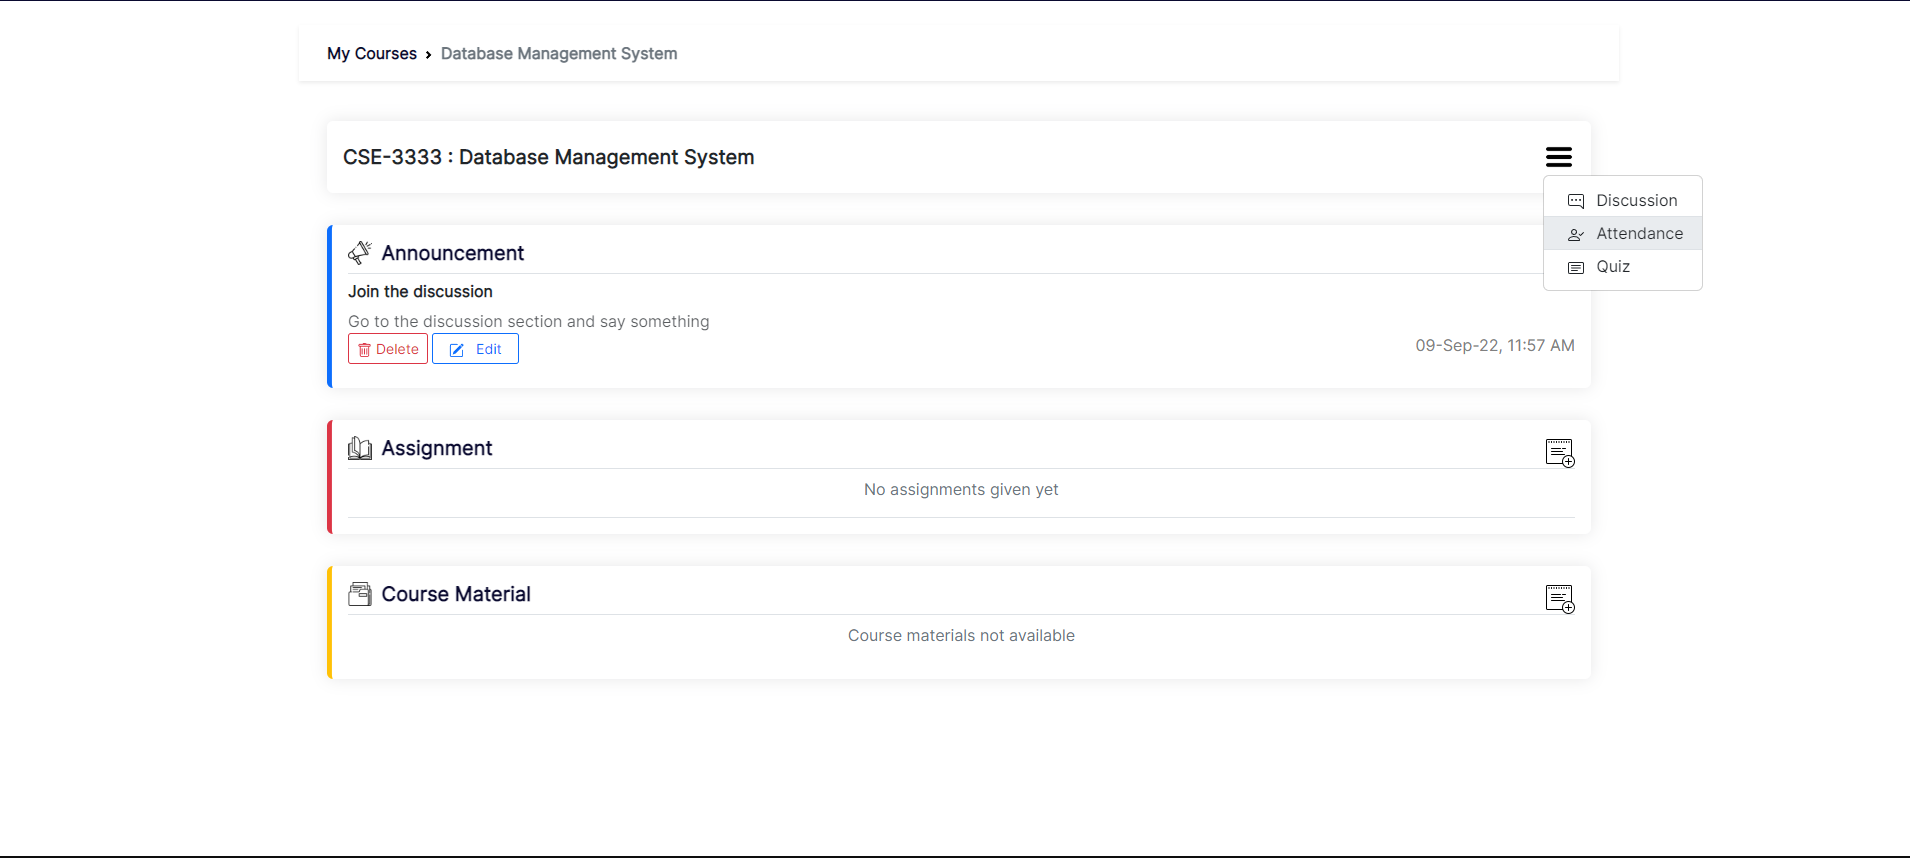 My Courses › Database Management System
CSE-3333 : Database Management System
Discussion
Attendance
Quiz
Announcement
Join the discussion
Go to the discussion section and say something
Delete Edit
09-Sep-22, 11:57 AM
Assignment
No assignments given yet
Course Material
Course materials not available